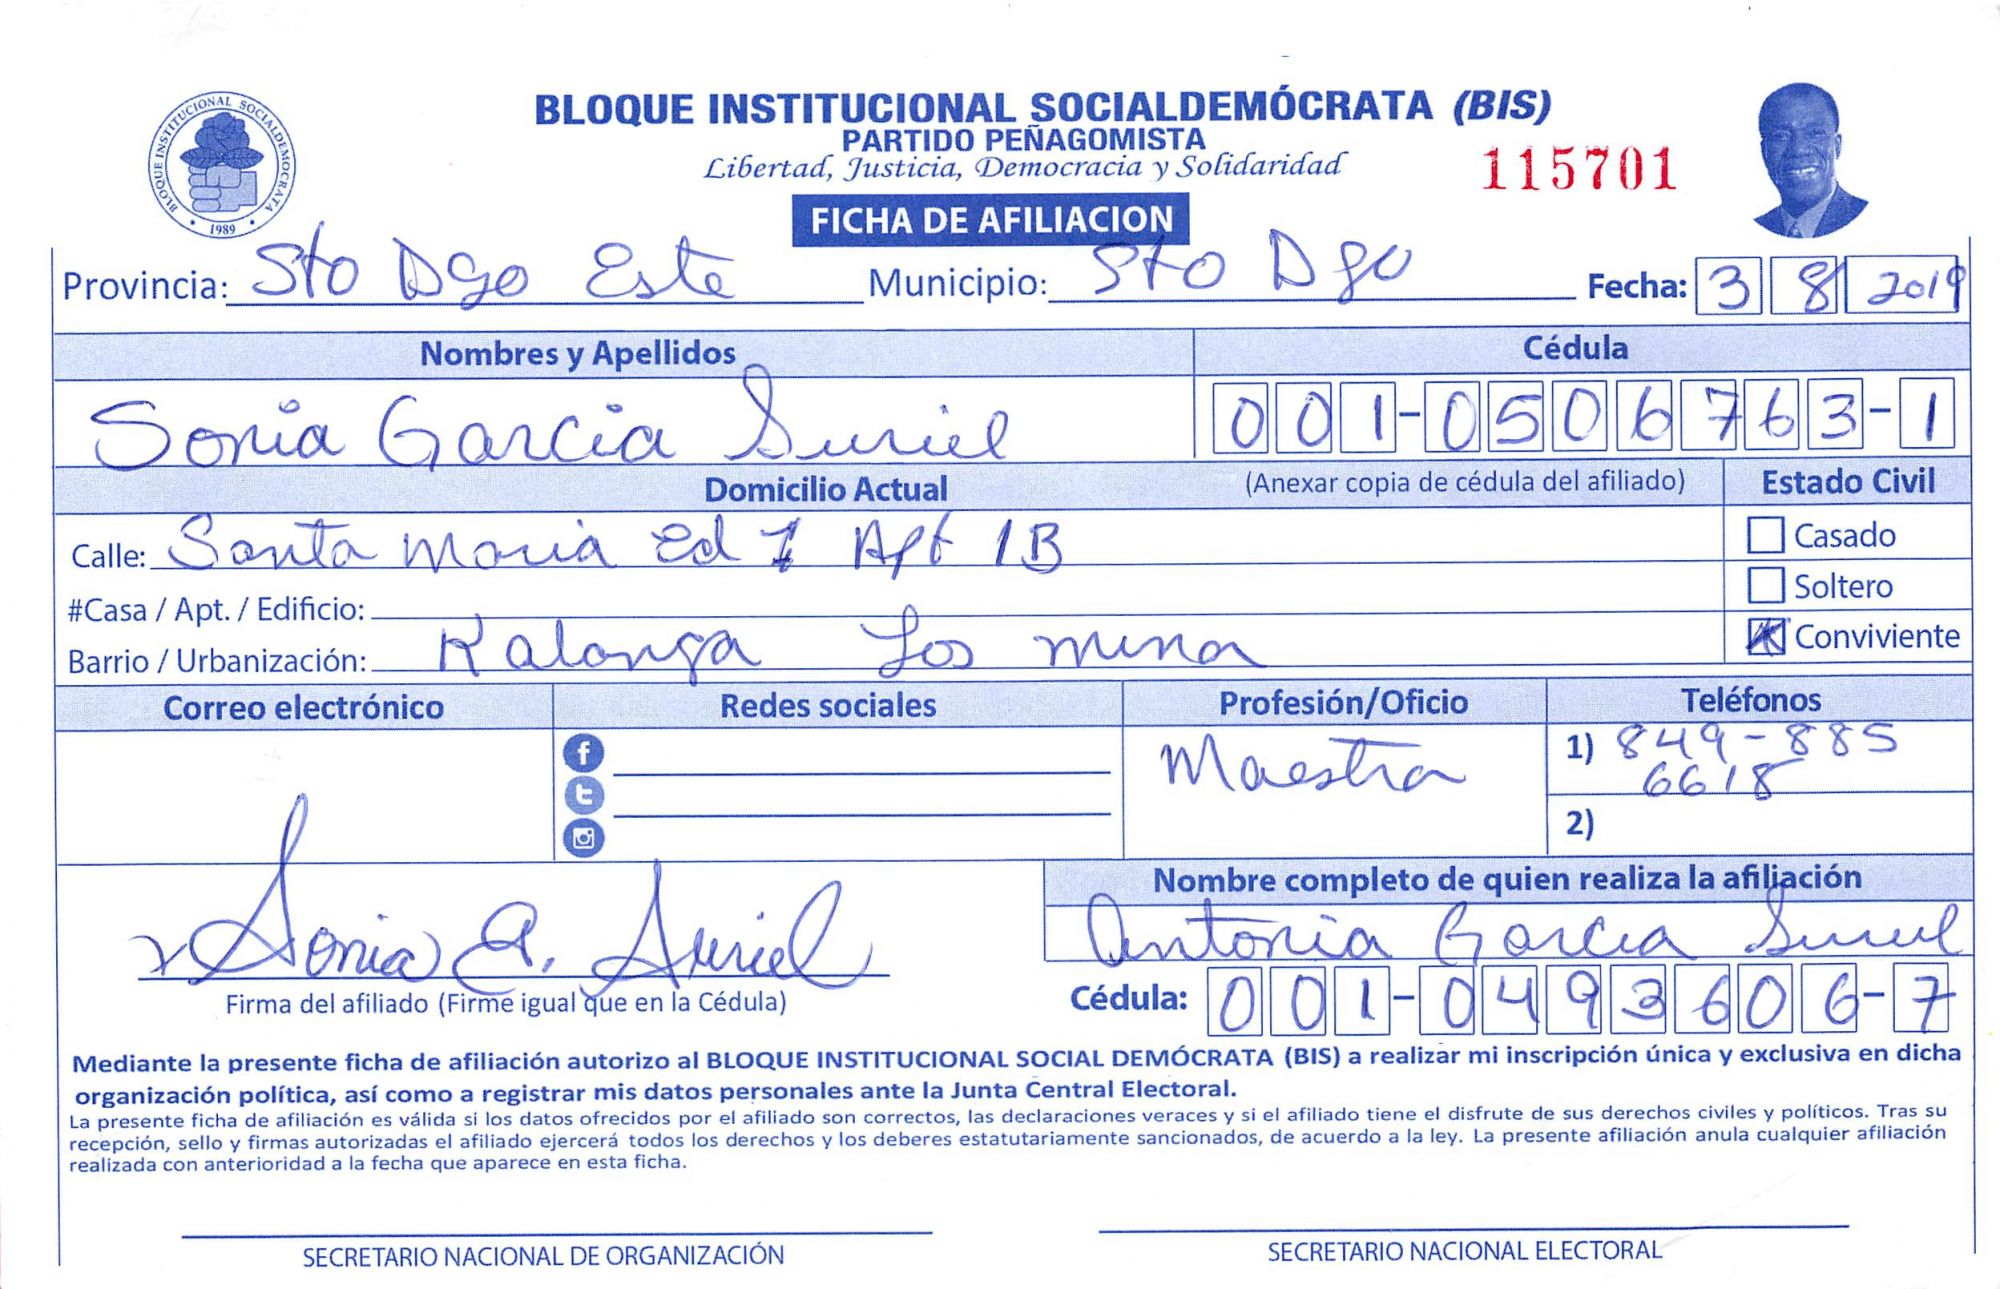 BLOQUE INSTITUCIONAL SOCIALDEMOCRATA
1989
BLOQUE INSTITUCIONAL SOCIALDEMÓCRATA (BIS)
PARTIDO PEÑAGOMISTA
Libertad, Justicia, Democracia y Solidaridad
115701
FICHA DE AFILIACION
Provincia: Sto Dgo Este Municipio: Sto Dgo Fecha: 3 8 2019
Nombres y Apellidos Cédula
Sonia Garcia Suriel 001-0506763-1
Domicilio Actual (Anexar copia de cédula del afiliado) Estado Civil
Calle: Santa Maria Ed 1 Apt 1B Casado
#Casa / Apt. / Edificio: Soltero
Barrio / Urbanización: Kalonga Los mina Conviviente
Correo electrónico Redes sociales Profesión/Oficio Teléfonos
Maestra 1) 849-885
6618
2)
Nombre completo de quien realiza la afiliación
Antonia Garcia Suriel
Sonia A. Suriel
Firma del afiliado (Firme igual que en la Cédula) Cédula: 001-0493606-7
Mediante la presente ficha de afiliación autorizo al BLOQUE INSTITUCIONAL SOCIAL DEMÓCRATA (BIS) a realizar mi inscripción única y exclusiva en dicha
organización política, así como a registrar mis datos personales ante la Junta Central Electoral.
La presente ficha de afiliación es válida si los datos ofrecidos por el afiliado son correctos, las declaraciones veraces y si el afiliado tiene el disfrute de sus derechos civiles y políticos. Tras su
recepción, sello y firmas autorizadas el afiliado ejercerá todos los derechos y los deberes estatutariamente sancionados, de acuerdo a la ley. La presente afiliación anula cualquier afiliación
realizada con anterioridad a la fecha que aparece en esta ficha.
SECRETARIO NACIONAL DE ORGANIZACIÓN SECRETARIO NACIONAL ELECTORAL